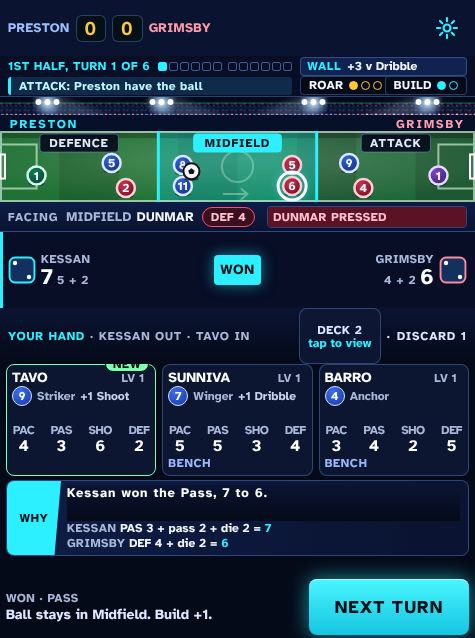 PRESTON 0 0 GRIMSBY
1ST HALF, TURN 1 OF 6
WALL +3 v Dribble
ATTACK: Preston have the ball
ROAR BUILD
PRESTON GRIMSBY
DEFENCE MIDFIELD ATTACK
1 5 2 8 11 5 6 9 4 1
FACING MIDFIELD DUNMAR DEF 4 DUNMAR PRESSED
KESSAN
7 5 + 2
WON
GRIMSBY
4 + 2 6
YOUR HAND · KESSAN OUT · TAVO IN
DECK 2
tap to view
· DISCARD 1
NEW
TAVO LV 1
9 Striker +1 Shoot
PAC PAS SHO DEF
4 3 6 2
SUNNIVA LV 1
7 Winger +1 Dribble
PAC PAS SHO DEF
5 5 3 4
BENCH
BARRO LV 1
4 Anchor
PAC PAS SHO DEF
3 4 2 5
BENCH
WHY
Kessan won the Pass, 7 to 6.
KESSAN PAS 3 + pass 2 + die 2 = 7
GRIMSBY DEF 4 + die 2 = 6
WON · PASS
Ball stays in Midfield. Build +1.
NEXT TURN